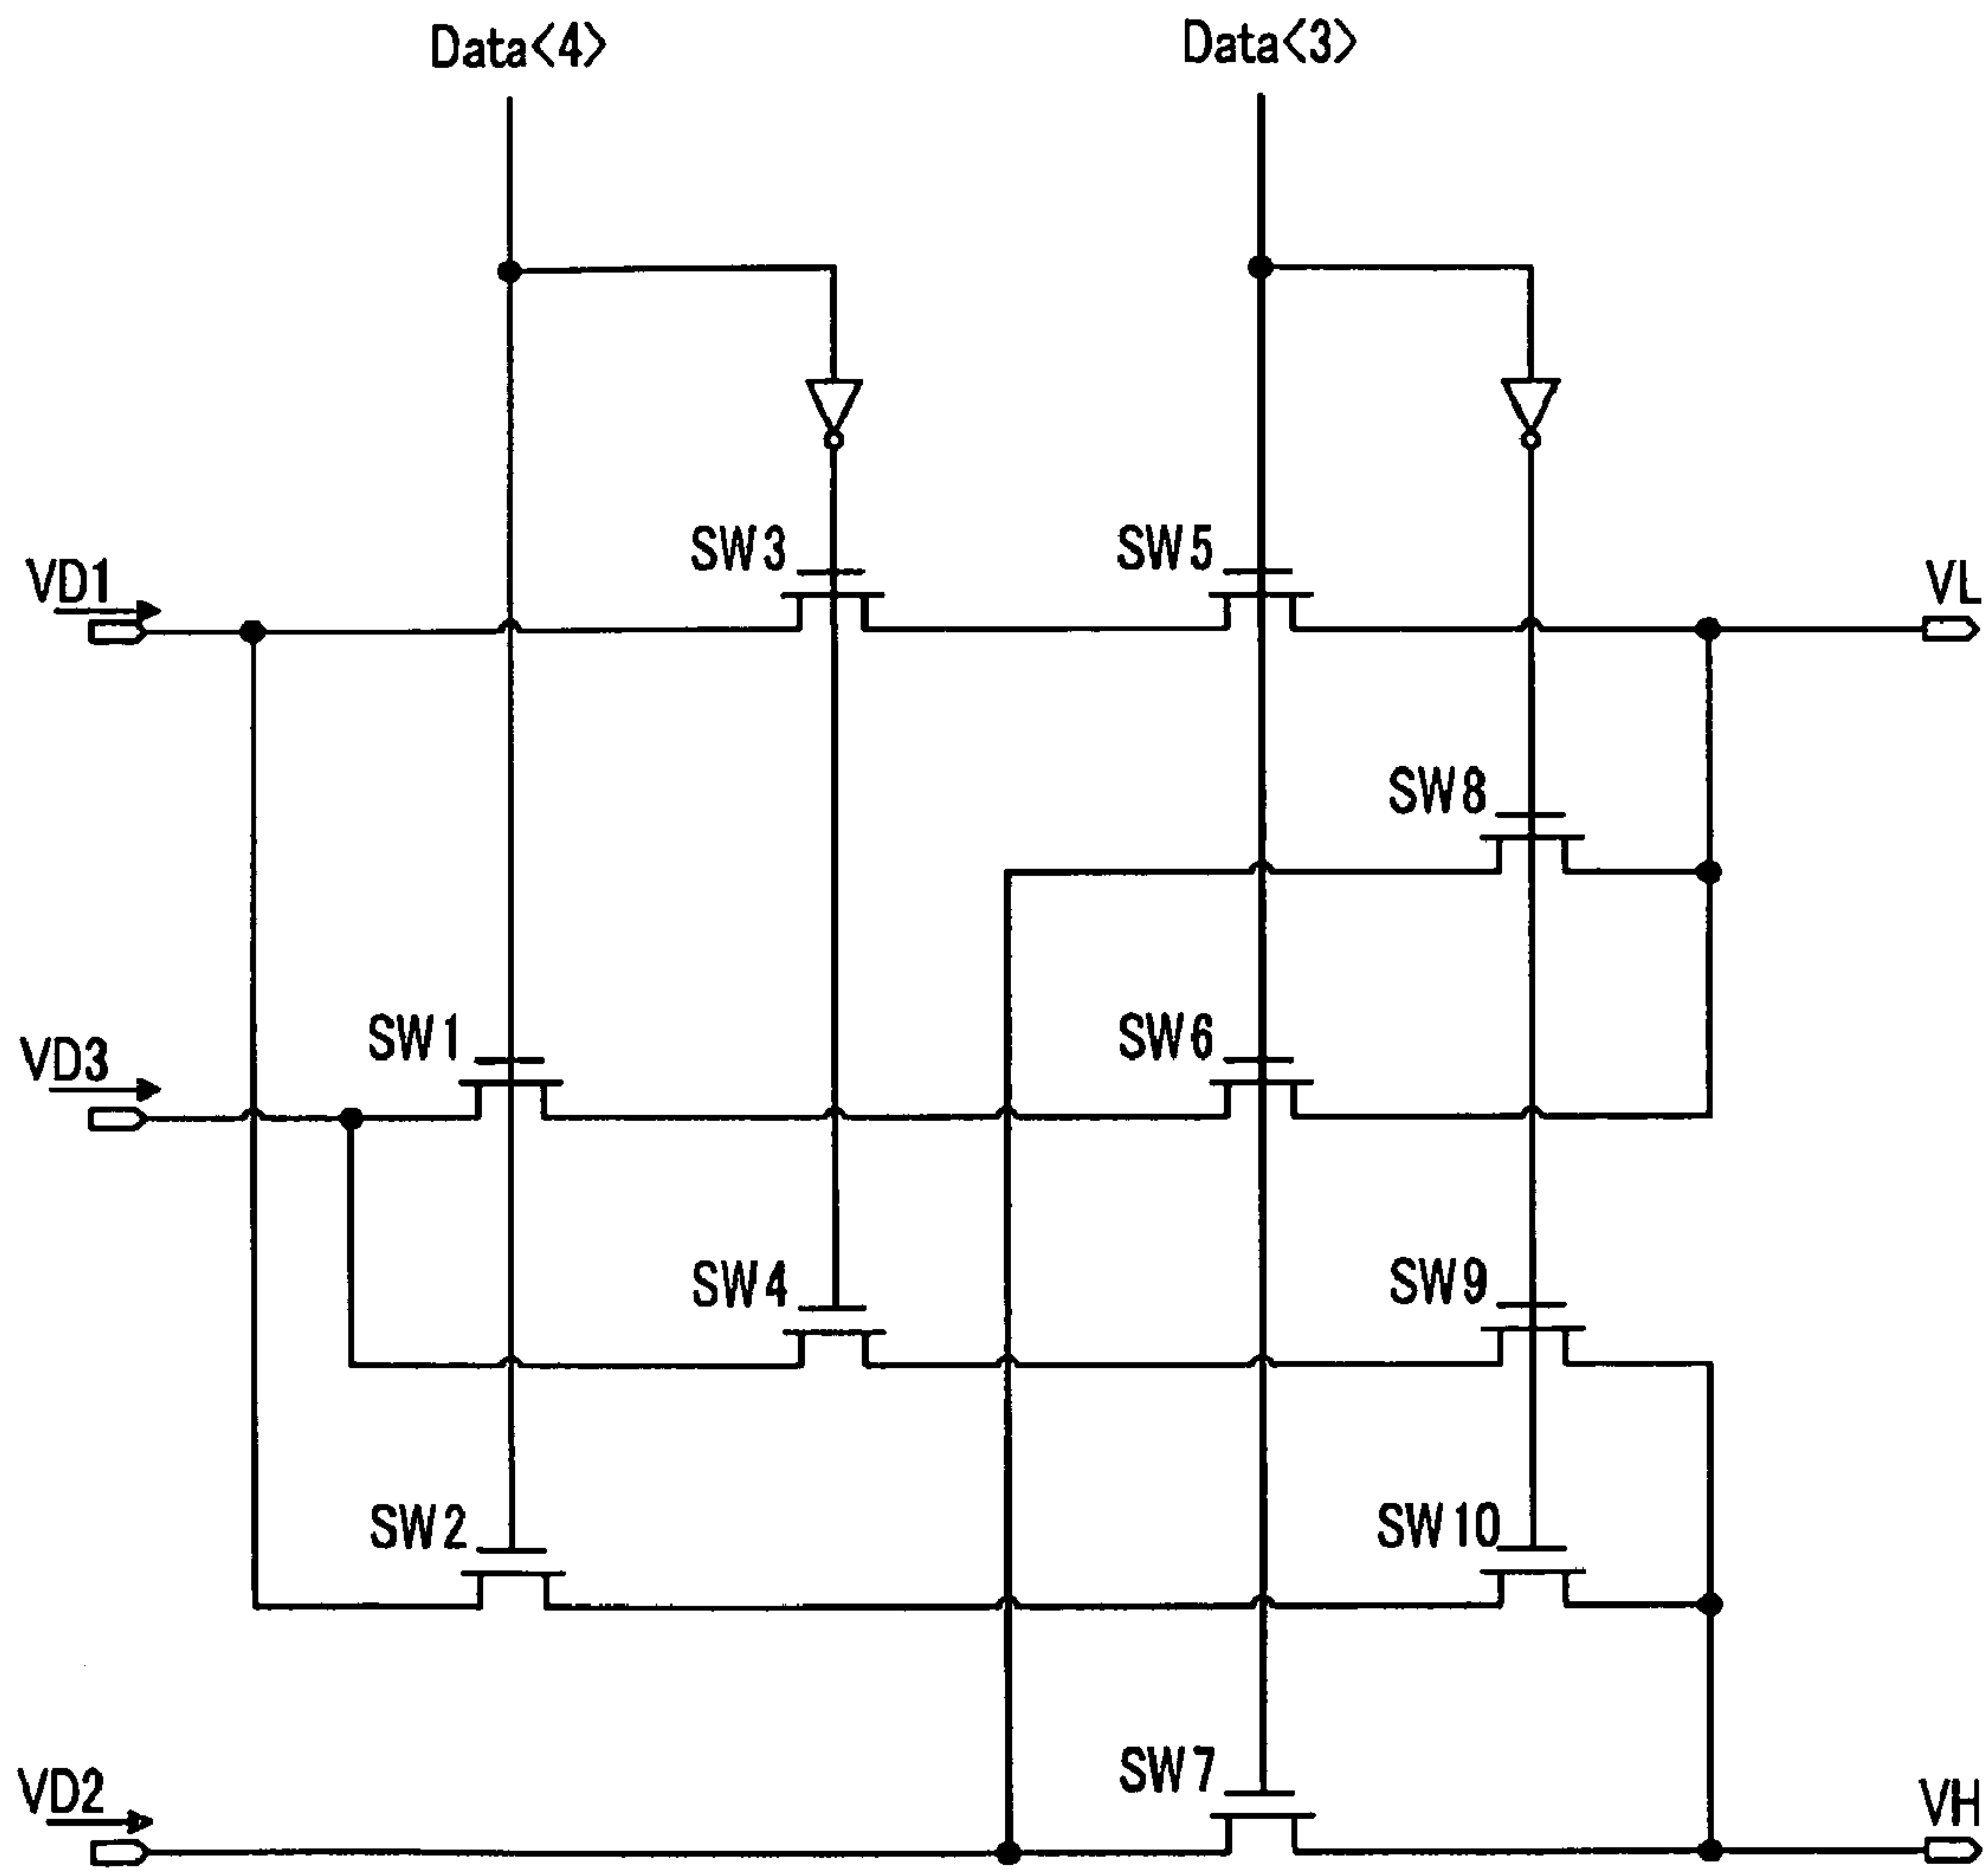 Data<4>
Data<3>
SW3
SW5
VD1
VL
SW8
SW1
SW6
VD3
SW4
SW9
SW2
SW10
SW7
VD2
VH